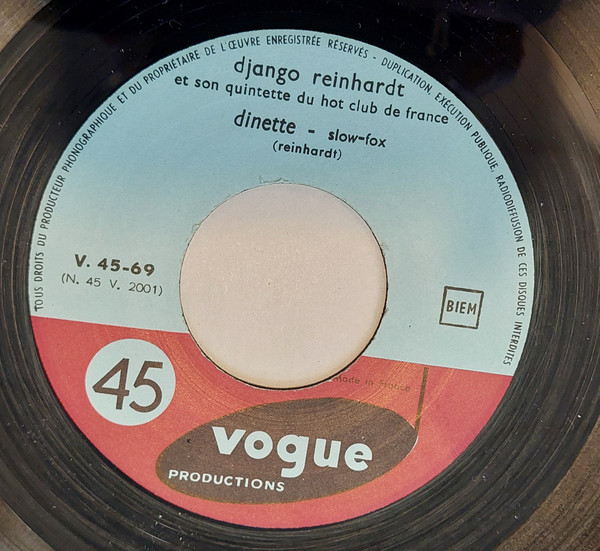 TOUS DROITS DU PRODUCTEUR PHONOGRAPHIQUE ET DU PROPRIÉTAIRE DE L'ŒUVRE ENREGISTRÉE RÉSERVÉS - DUPLICATION, EXÉCUTION PUBLIQUE, RADIODIFFUSION DE CES DISQUES INTERDITES
django reinhardt
et son quintette du hot club de france
dinette - slow-fox
(reinhardt)
V. 45-69
(N. 45 V. 2001)
BIEM
made in France
45
vogue
PRODUCTIONS